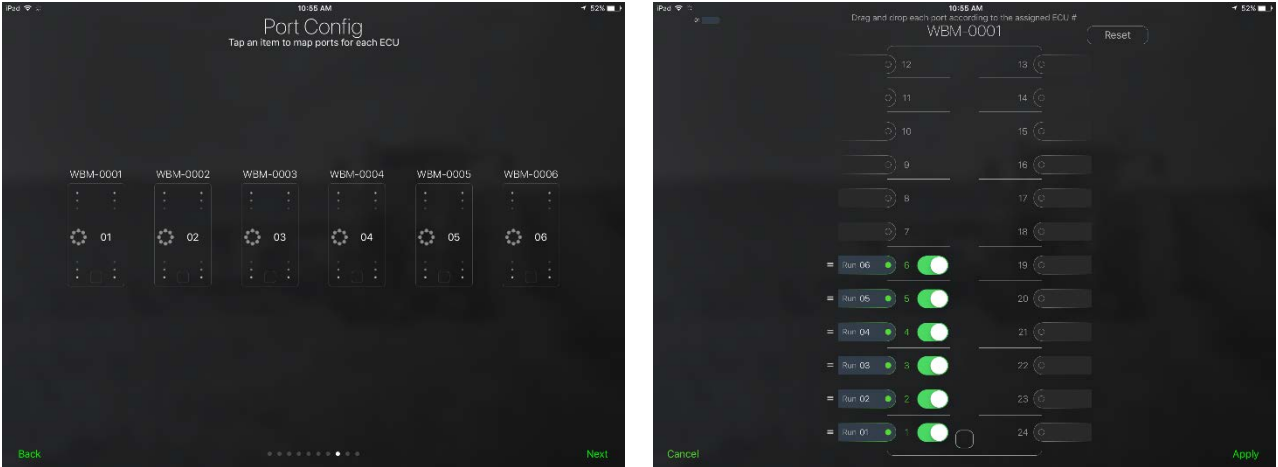 iPad
10:55 AM
52%
Port Config
Tap an item to map ports for each ECU
WBM-0001 WBM-0002 WBM-0003 WBM-0004 WBM-0005 WBM-0006
01 02 03 04 05 06
Back
Next
iPad
10:55 AM
52%
Drag and drop each port according to the assigned ECU #
WBM-0001
Reset
12 13
11 14
10 15
9 16
8 17
7 18
= Run 06 6 19
= Run 05 5 20
= Run 04 4 21
= Run 03 3 22
= Run 02 2 23
= Run 01 1 24
Cancel
Apply